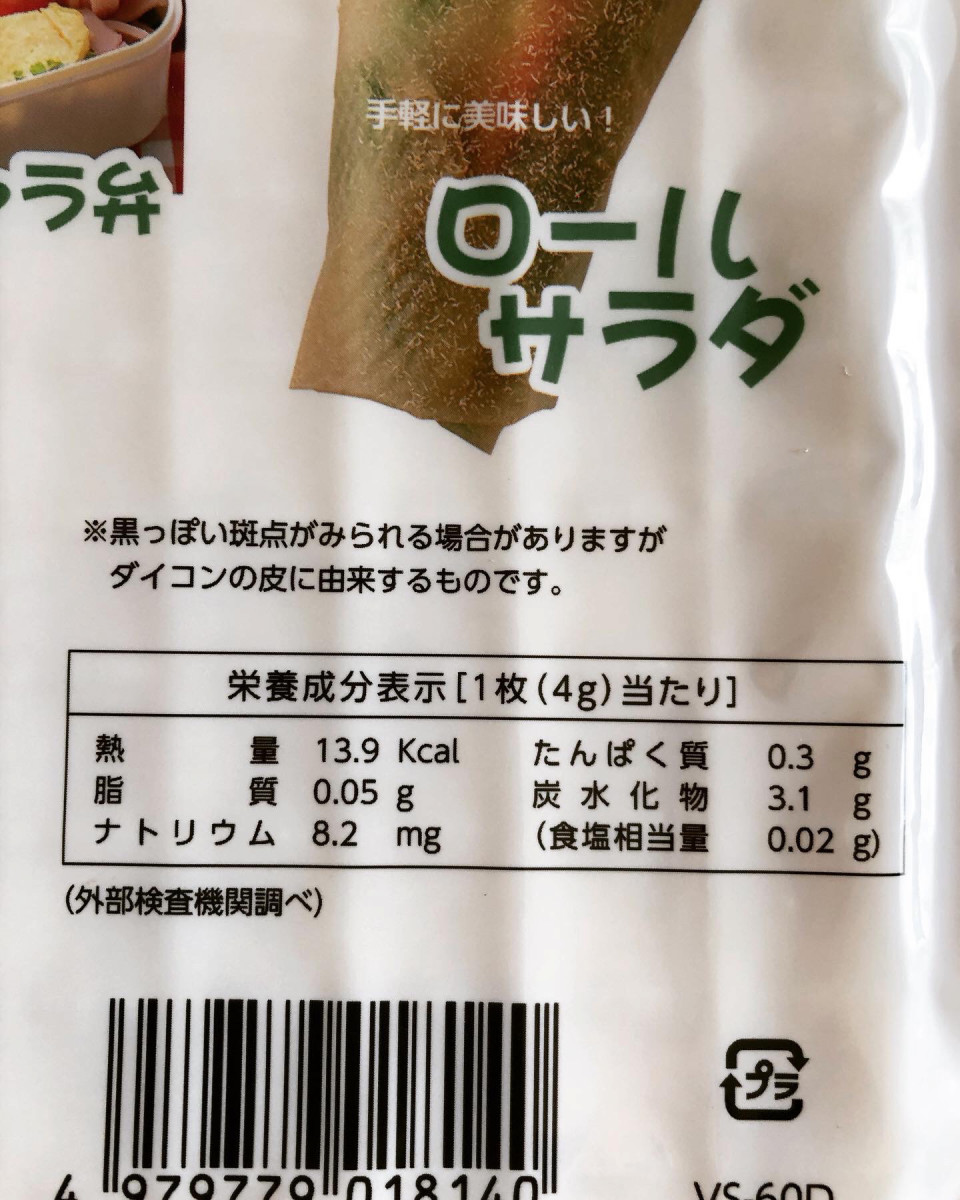 手軽に美味しい！
ラ弁
ロール
サラダ
※黒っぽい斑点がみられる場合がありますが
ダイコンの皮に由来するものです。
栄養成分表示[1枚(4g)当たり]
熱量 13.9 Kcal たんぱく質 0.3 g
脂質 0.05 g 炭水化物 3.1 g
ナトリウム 8.2 mg (食塩相当量 0.02 g)
(外部検査機関調べ)
プラ
4 979779 018140
VS-60D